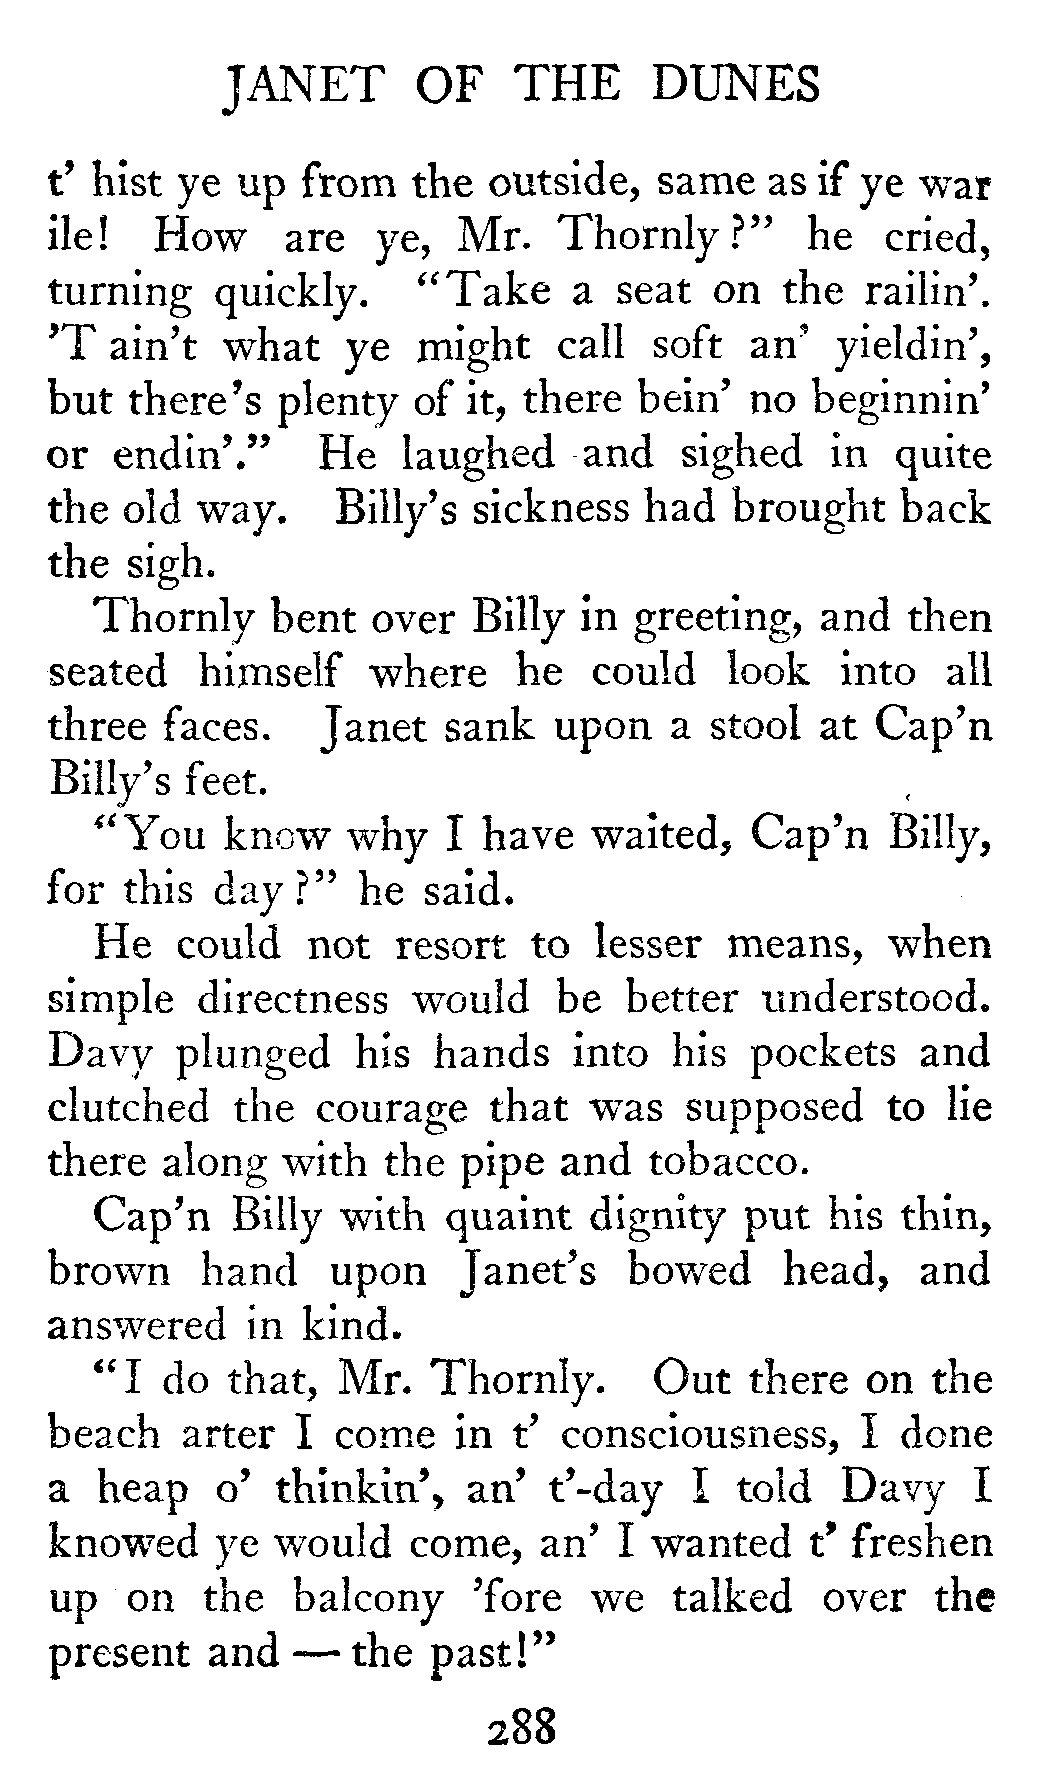 JANET OF THE DUNES
t' hist ye up from the outside, same as if ye war
ile! How are ye, Mr. Thornly?" he cried,
turning quickly. "Take a seat on the railin'.
'T ain't what ye might call soft an' yieldin',
but there's plenty of it, there bein' no beginnin'
or endin'." He laughed and sighed in quite
the old way. Billy's sickness had brought back
the sigh.
Thornly bent over Billy in greeting, and then
seated himself where he could look into all
three faces. Janet sank upon a stool at Cap'n
Billy's feet.
"You know why I have waited, Cap'n Billy,
for this day?" he said.
He could not resort to lesser means, when
simple directness would be better understood.
Davy plunged his hands into his pockets and
clutched the courage that was supposed to lie
there along with the pipe and tobacco.
Cap'n Billy with quaint dignity put his thin,
brown hand upon Janet's bowed head, and
answered in kind.
"I do that, Mr. Thornly. Out there on the
beach arter I come in t' consciousness, I done
a heap o' thinkin', an' t'-day I told Davy I
knowed ye would come, an' I wanted t' freshen
up on the balcony 'fore we talked over the
present and — the past!"
288